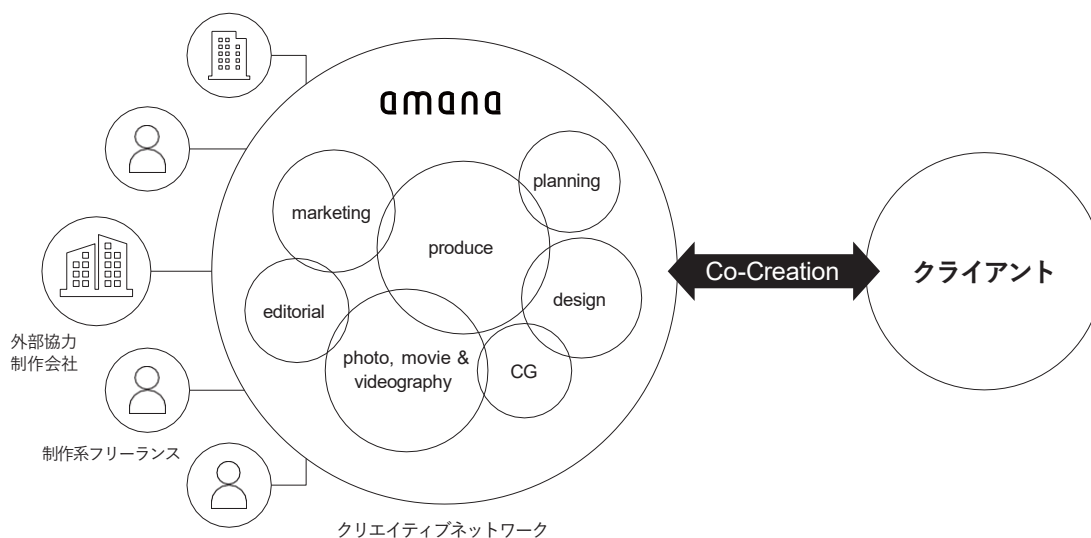 amana
planning
marketing
produce
Co-Creation
クライアント
editorial
design
外部協力
制作会社
photo, movie &
videography
CG
制作系フリーランス
クリエイティブネットワーク